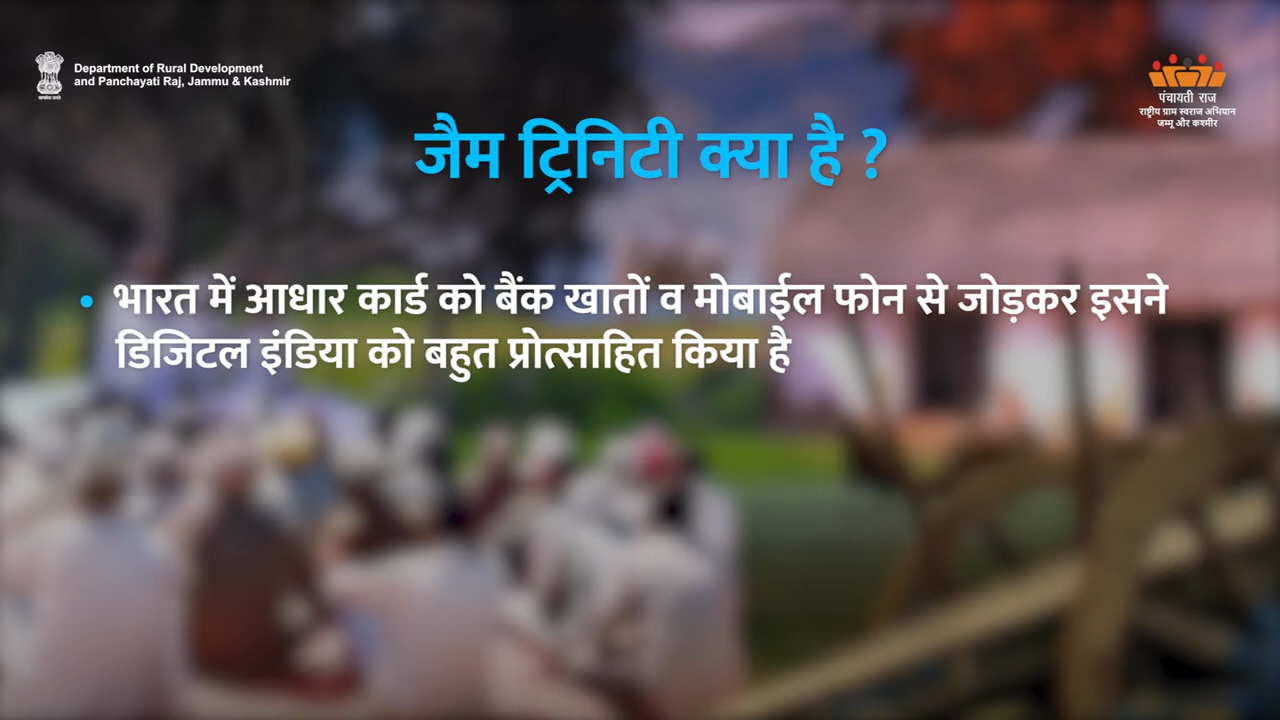 Department of Rural Development
and Panchayati Raj, Jammu & Kashmir
पंचायती राज
राष्ट्रीय ग्राम स्वराज अभियान
जम्मू और कश्मीर
जैम ट्रिनिटी क्या है ?
• भारत में आधार कार्ड को बैंक खातों व मोबाईल फोन से जोड़कर इसने
डिजिटल इंडिया को बहुत प्रोत्साहित किया है